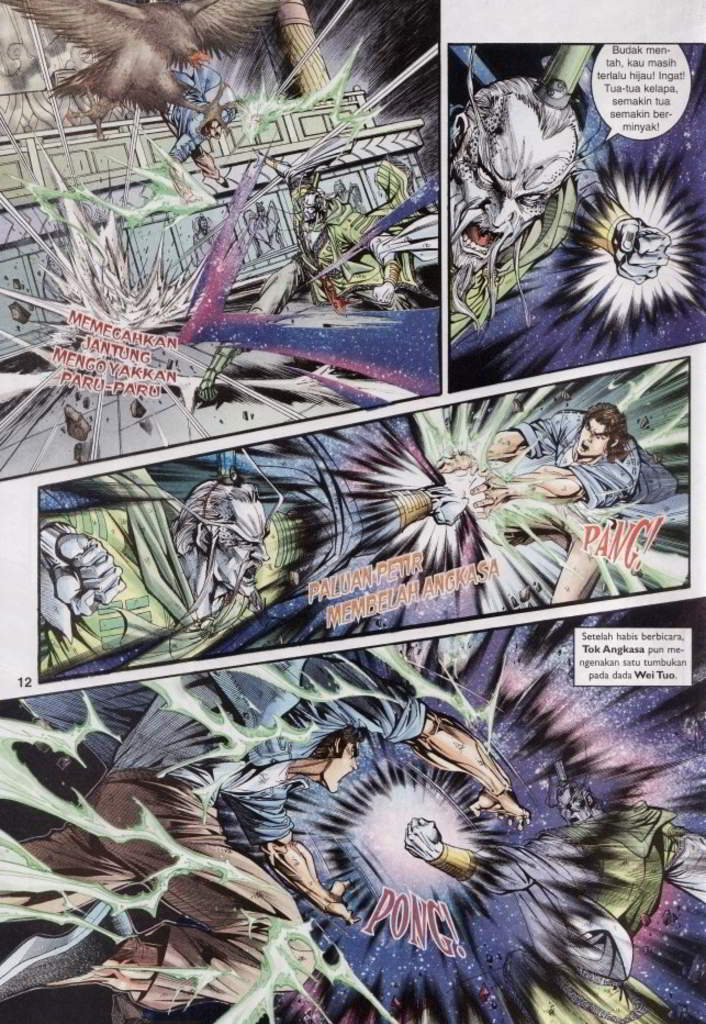 MEMECAHKAN
JANTUNG
MENGOYAKKAN
PARU-PARU
Budak men-
tah, kau masih
terlalu hijau! Ingat!
Tua-tua kelapa,
semakin tua
semakin ber-
minyak!
PALUAN PETIR
MEMBELAH ANGKASA
PANG!
12
Setelah habis berbicara,
Tok Angkasa pun me-
ngenakan satu tumbukan
pada dada Wei Tuo.
PONG!